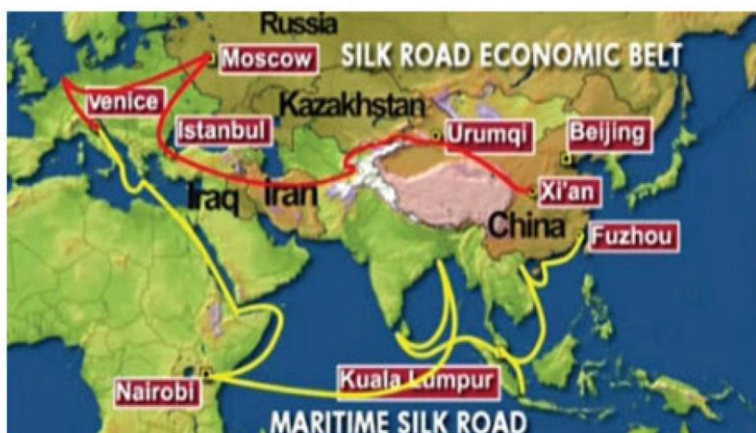 Russia
Moscow
SILK ROAD ECONOMIC BELT
venice
Kazakhstan
Istanbul
Urumqi
Beijing
Iraq
iran
Xi'an
China
Fuzhou
Nairobi
Kuala Lumpur
MARITIME SILK ROAD